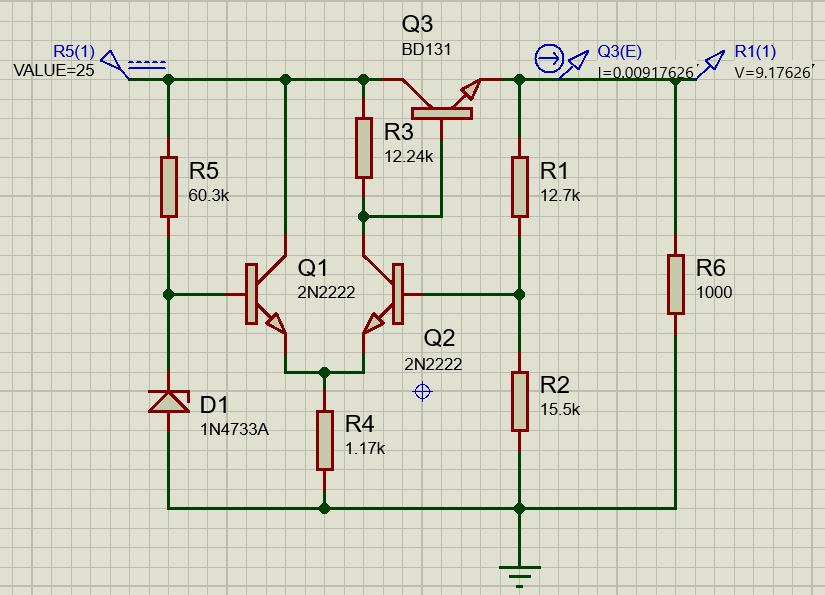 Q3
BD131
R5(1)
VALUE=25
Q3(E)
I=0.00917626
R1(1)
V=9.17626
R3
12.24k
R5
60.3k
R1
12.7k
Q1
2N2222
R6
1000
Q2
2N2222
D1
1N4733A
R4
1.17k
R2
15.5k